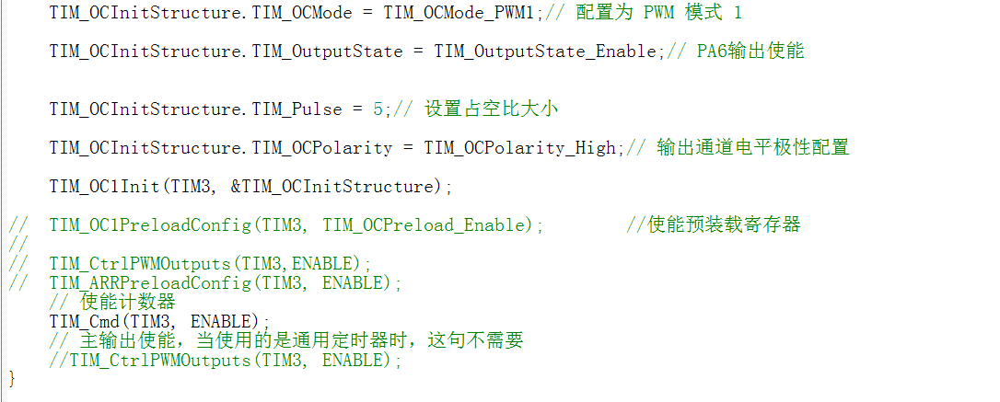 TIM_OCInitStructure.TIM_OCMode = TIM_OCMode_PWM1;// 配置为 PWM 模式 1
TIM_OCInitStructure.TIM_OutputState = TIM_OutputState_Enable;// PA6输出使能
TIM_OCInitStructure.TIM_Pulse = 5;// 设置占空比大小
TIM_OCInitStructure.TIM_OCPolarity = TIM_OCPolarity_High;// 输出通道电平极性配置
TIM_OC1Init(TIM3, &TIM_OCInitStructure);
// TIM_OC1PreloadConfig(TIM3, TIM_OCPreload_Enable); //使能预装载寄存器
//
// TIM_CtrlPWMOutputs(TIM3,ENABLE);
// TIM_ARRPreloadConfig(TIM3, ENABLE);
// 使能计数器
TIM_Cmd(TIM3, ENABLE);
// 主输出使能，当使用的是通用定时器时，这句不需要
//TIM_CtrlPWMOutputs(TIM3, ENABLE);
}